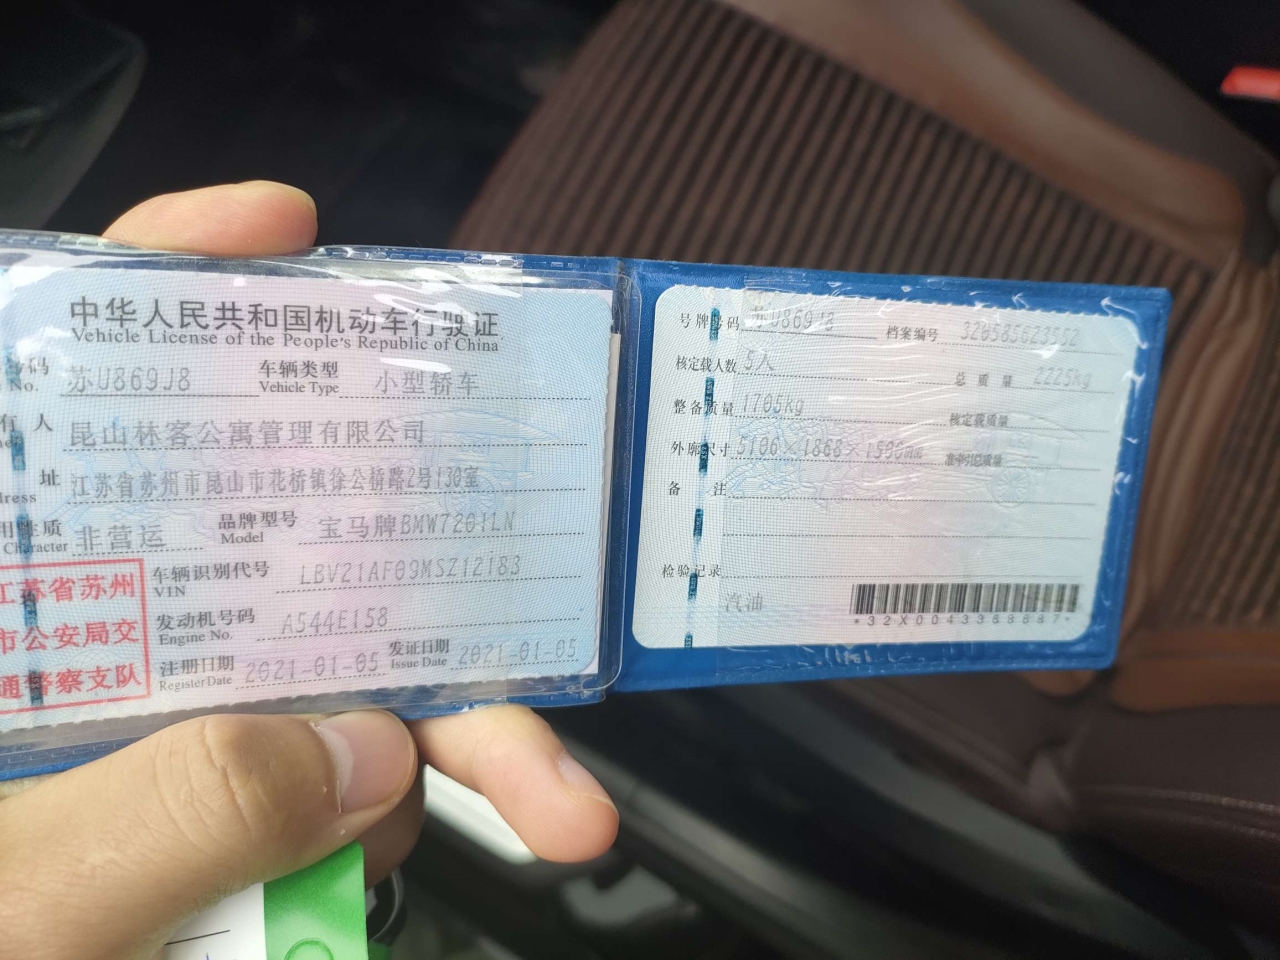 中华人民共和国机动车行驶证
Vehicle License of the People's Republic of China
号码 苏U869J8 车辆类型 小型轿车
No. Vehicle Type
有人 昆山林客公寓管理有限公司
址 江苏省苏州市昆山市花桥镇徐公桥路2号130室
ress
用性质 非营运 品牌型号 宝马牌BMW7201LN
Character Model
江苏省苏州
市公安局交
通警察支队
车辆识别代号 LBV21AF09MSZ12183
VIN
发动机号码 A544E158
Engine No.
注册日期 2021-01-05 发证日期 2021-01-05
Register Date Issue Date
号牌号码 苏U869J8 档案编号 320585623552
核定载人数 5人 总质量 2225kg
整备质量 1705kg 核定载质量
外廓尺寸 5106×1868×1500mm 准牵引总质量
备注
检验记录
汽油
*32X0043388687*